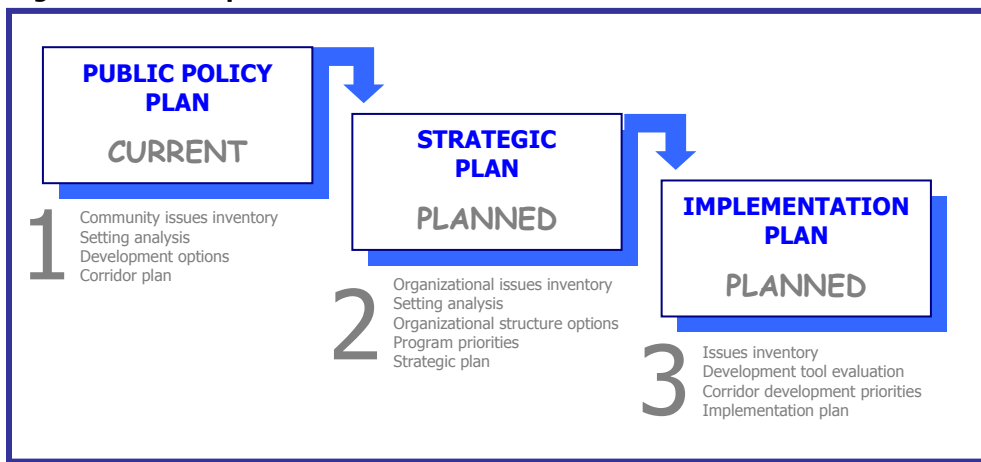 PUBLIC POLICY
PLAN
CURRENT
1
Community issues inventory
Setting analysis
Development options
Corridor plan
STRATEGIC
PLAN
PLANNED
2
Organizational issues inventory
Setting analysis
Organizational structure options
Program priorities
Strategic plan
IMPLEMENTATION
PLAN
PLANNED
3
Issues inventory
Development tool evaluation
Corridor development priorities
Implementation plan